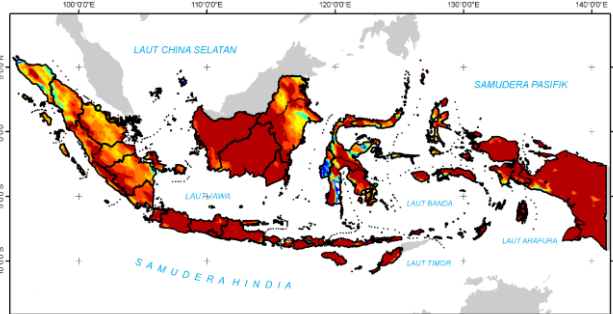 100°0'0"E 110°0'0"E 120°0'0"E 130°0'0"E 140°0'0"E
LAUT CHINA SELATAN
SAMUDERA PASIFIK
LAUT JAWA
LAUT BANDA
LAUT ARAFURA
LAUT TIMOR
SAMUDERA HINDIA